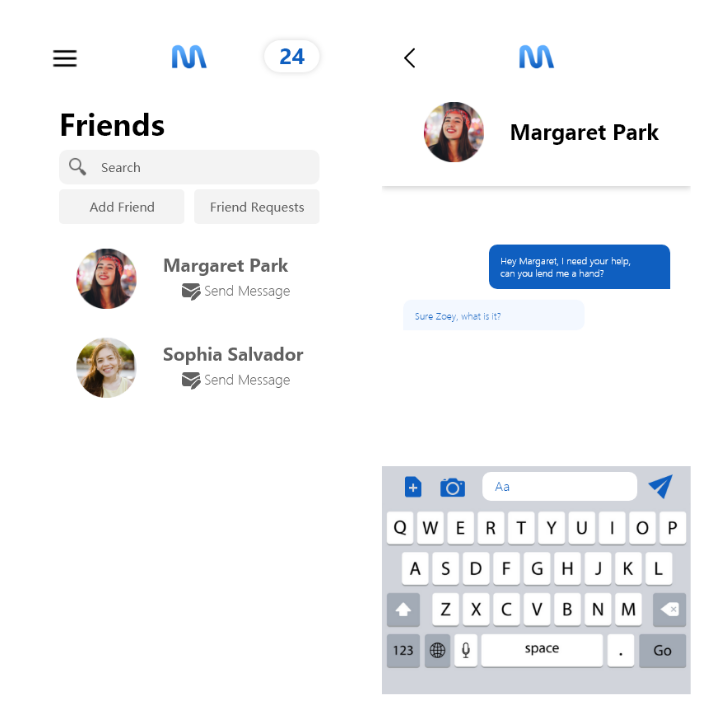 24
Friends
Search
Add Friend
Friend Requests
Margaret Park
Send Message
Sophia Salvador
Send Message
Margaret Park
Hey Margaret, I need your help,
can you lend me a hand?
Sure Zoey, what is it?
Aa
Q W E R T Y U I O P
A S D F G H J K L
Z X C V B N M
123 space . Go